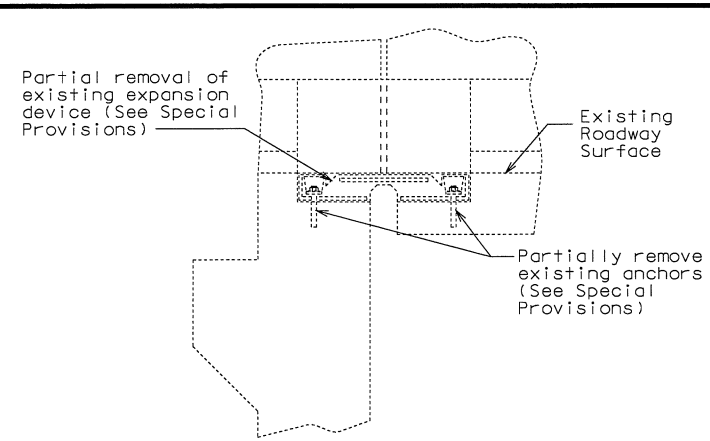 Partial removal of
existing expansion
device (See Special
Provisions)
Existing
Roadway
Surface
Partially remove
existing anchors
(See Special
Provisions)